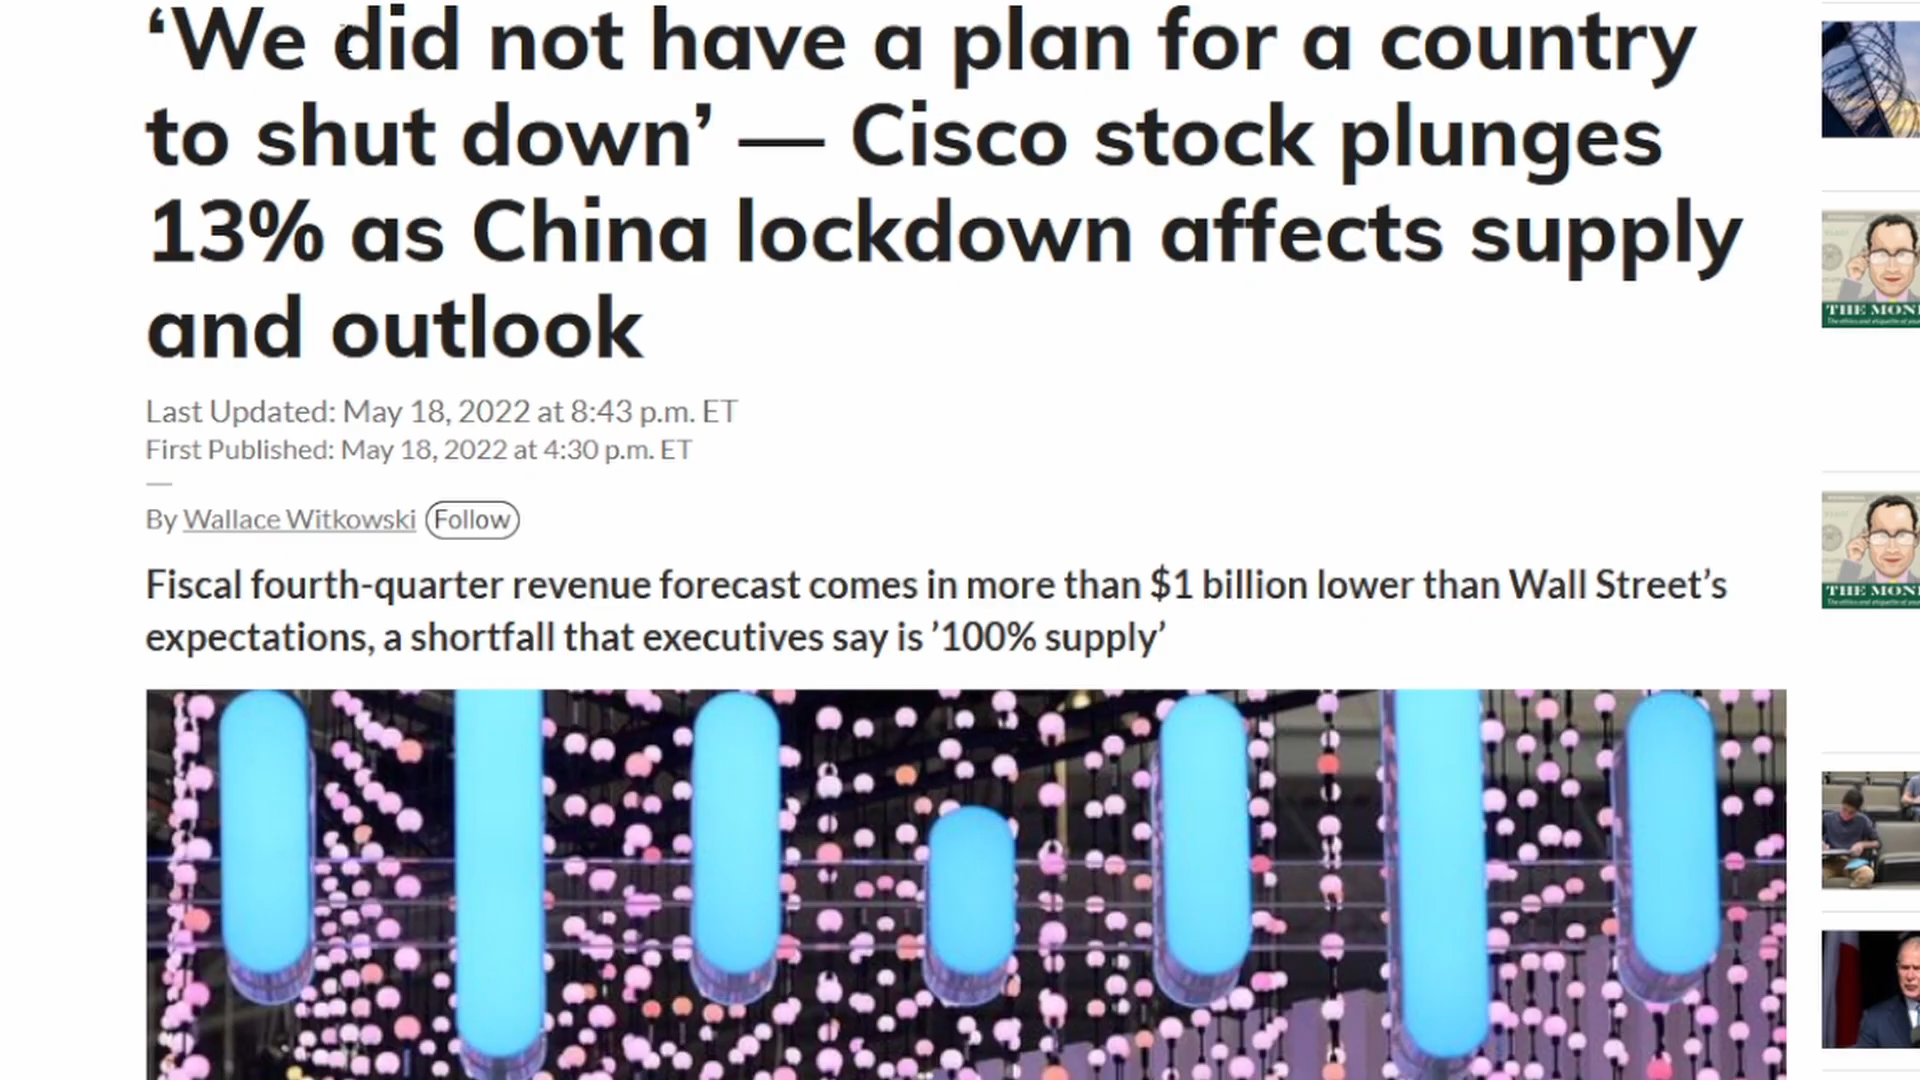 ‘We did not have a plan for a country
to shut down’ — Cisco stock plunges
13% as China lockdown affects supply
and outlook
Last Updated: May 18, 2022 at 8:43 p.m. ET
First Published: May 18, 2022 at 4:30 p.m. ET
By Wallace Witkowski Follow
Fiscal fourth-quarter revenue forecast comes in more than $1 billion lower than Wall Street’s
expectations, a shortfall that executives say is ’100% supply’
THE MON
THE MON